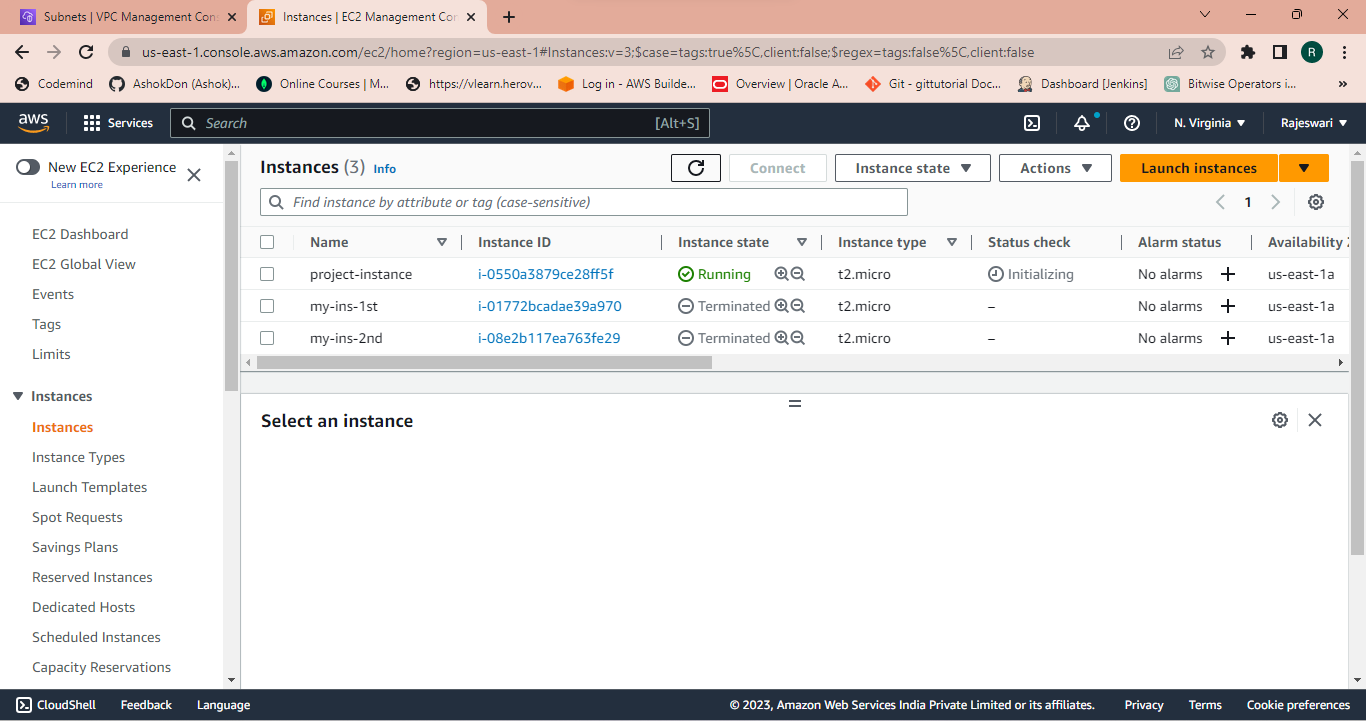 Subnets | VPC Management Con
Instances | EC2 Management Con
us-east-1.console.aws.amazon.com/ec2/home?region=us-east-1#Instances:v=3;$case=tags:true%5C,client:false;$regex=tags:false%5C,client:false
R
Codemind
AshokDon (Ashok)...
Online Courses | M...
https://vlearn.herov...
Log in - AWS Builde...
Overview | Oracle A...
Git - gittutorial Doc...
Dashboard [Jenkins]
Bitwise Operators i...
»
aws
Services
Search
[Alt+S]
N. Virginia
Rajeswari
New EC2 Experience
Learn more
EC2 Dashboard
EC2 Global View
Events
Tags
Limits
Instances
Instances
Instance Types
Launch Templates
Spot Requests
Savings Plans
Reserved Instances
Dedicated Hosts
Scheduled Instances
Capacity Reservations
Instances (3) Info
Connect
Instance state
Actions
Launch instances
Find instance by attribute or tag (case-sensitive)
1
Name Instance ID Instance state Instance type Status check Alarm status Availability
project-instance i-0550a3879ce28ff5f Running t2.micro Initializing No alarms + us-east-1a
my-ins-1st i-01772bcadae39a970 Terminated t2.micro – No alarms + us-east-1a
my-ins-2nd i-08e2b117ea763fe29 Terminated t2.micro – No alarms + us-east-1a
Select an instance
CloudShell Feedback Language © 2023, Amazon Web Services India Private Limited or its affiliates. Privacy Terms Cookie preferences